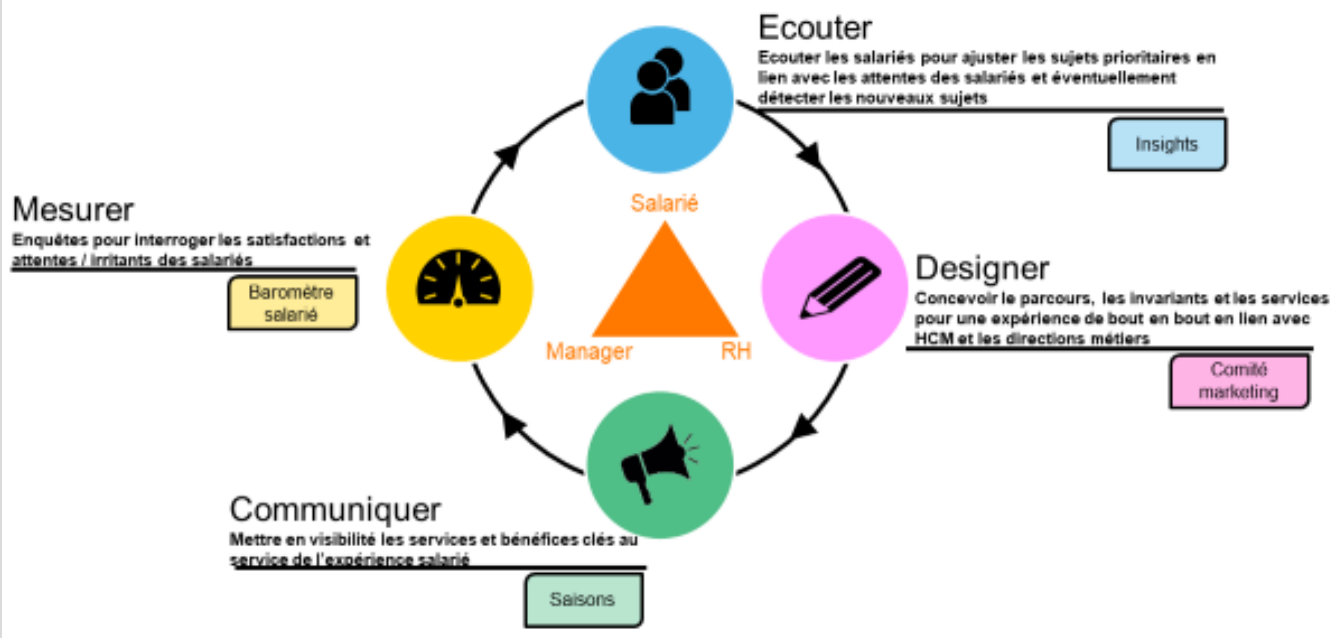 Ecouter
Ecouter les salariés pour ajuster les sujets prioritaires en
lien avec les attentes des salariés et éventuellement
détecter les nouveaux sujets
Insights
Salarié
Manager
RH
Designer
Concevoir le parcours, les invariants et les services
pour une expérience de bout en bout en lien avec
HCM et les directions métiers
Comité
marketing
Communiquer
Mettre en visibilité les services et bénéfices clés au
service de l'expérience salarié
Saisons
Mesurer
Enquêtes pour interroger les satisfactions et
attentes / irritants des salariés
Baromètre
salarié